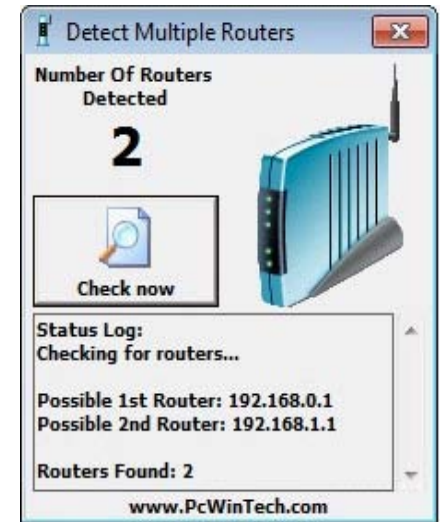 Detect Multiple Routers
Number Of Routers
Detected
2
Check now
Status Log:
Checking for routers...
Possible 1st Router: 192.168.0.1
Possible 2nd Router: 192.168.1.1
Routers Found: 2
www.PcWinTech.com